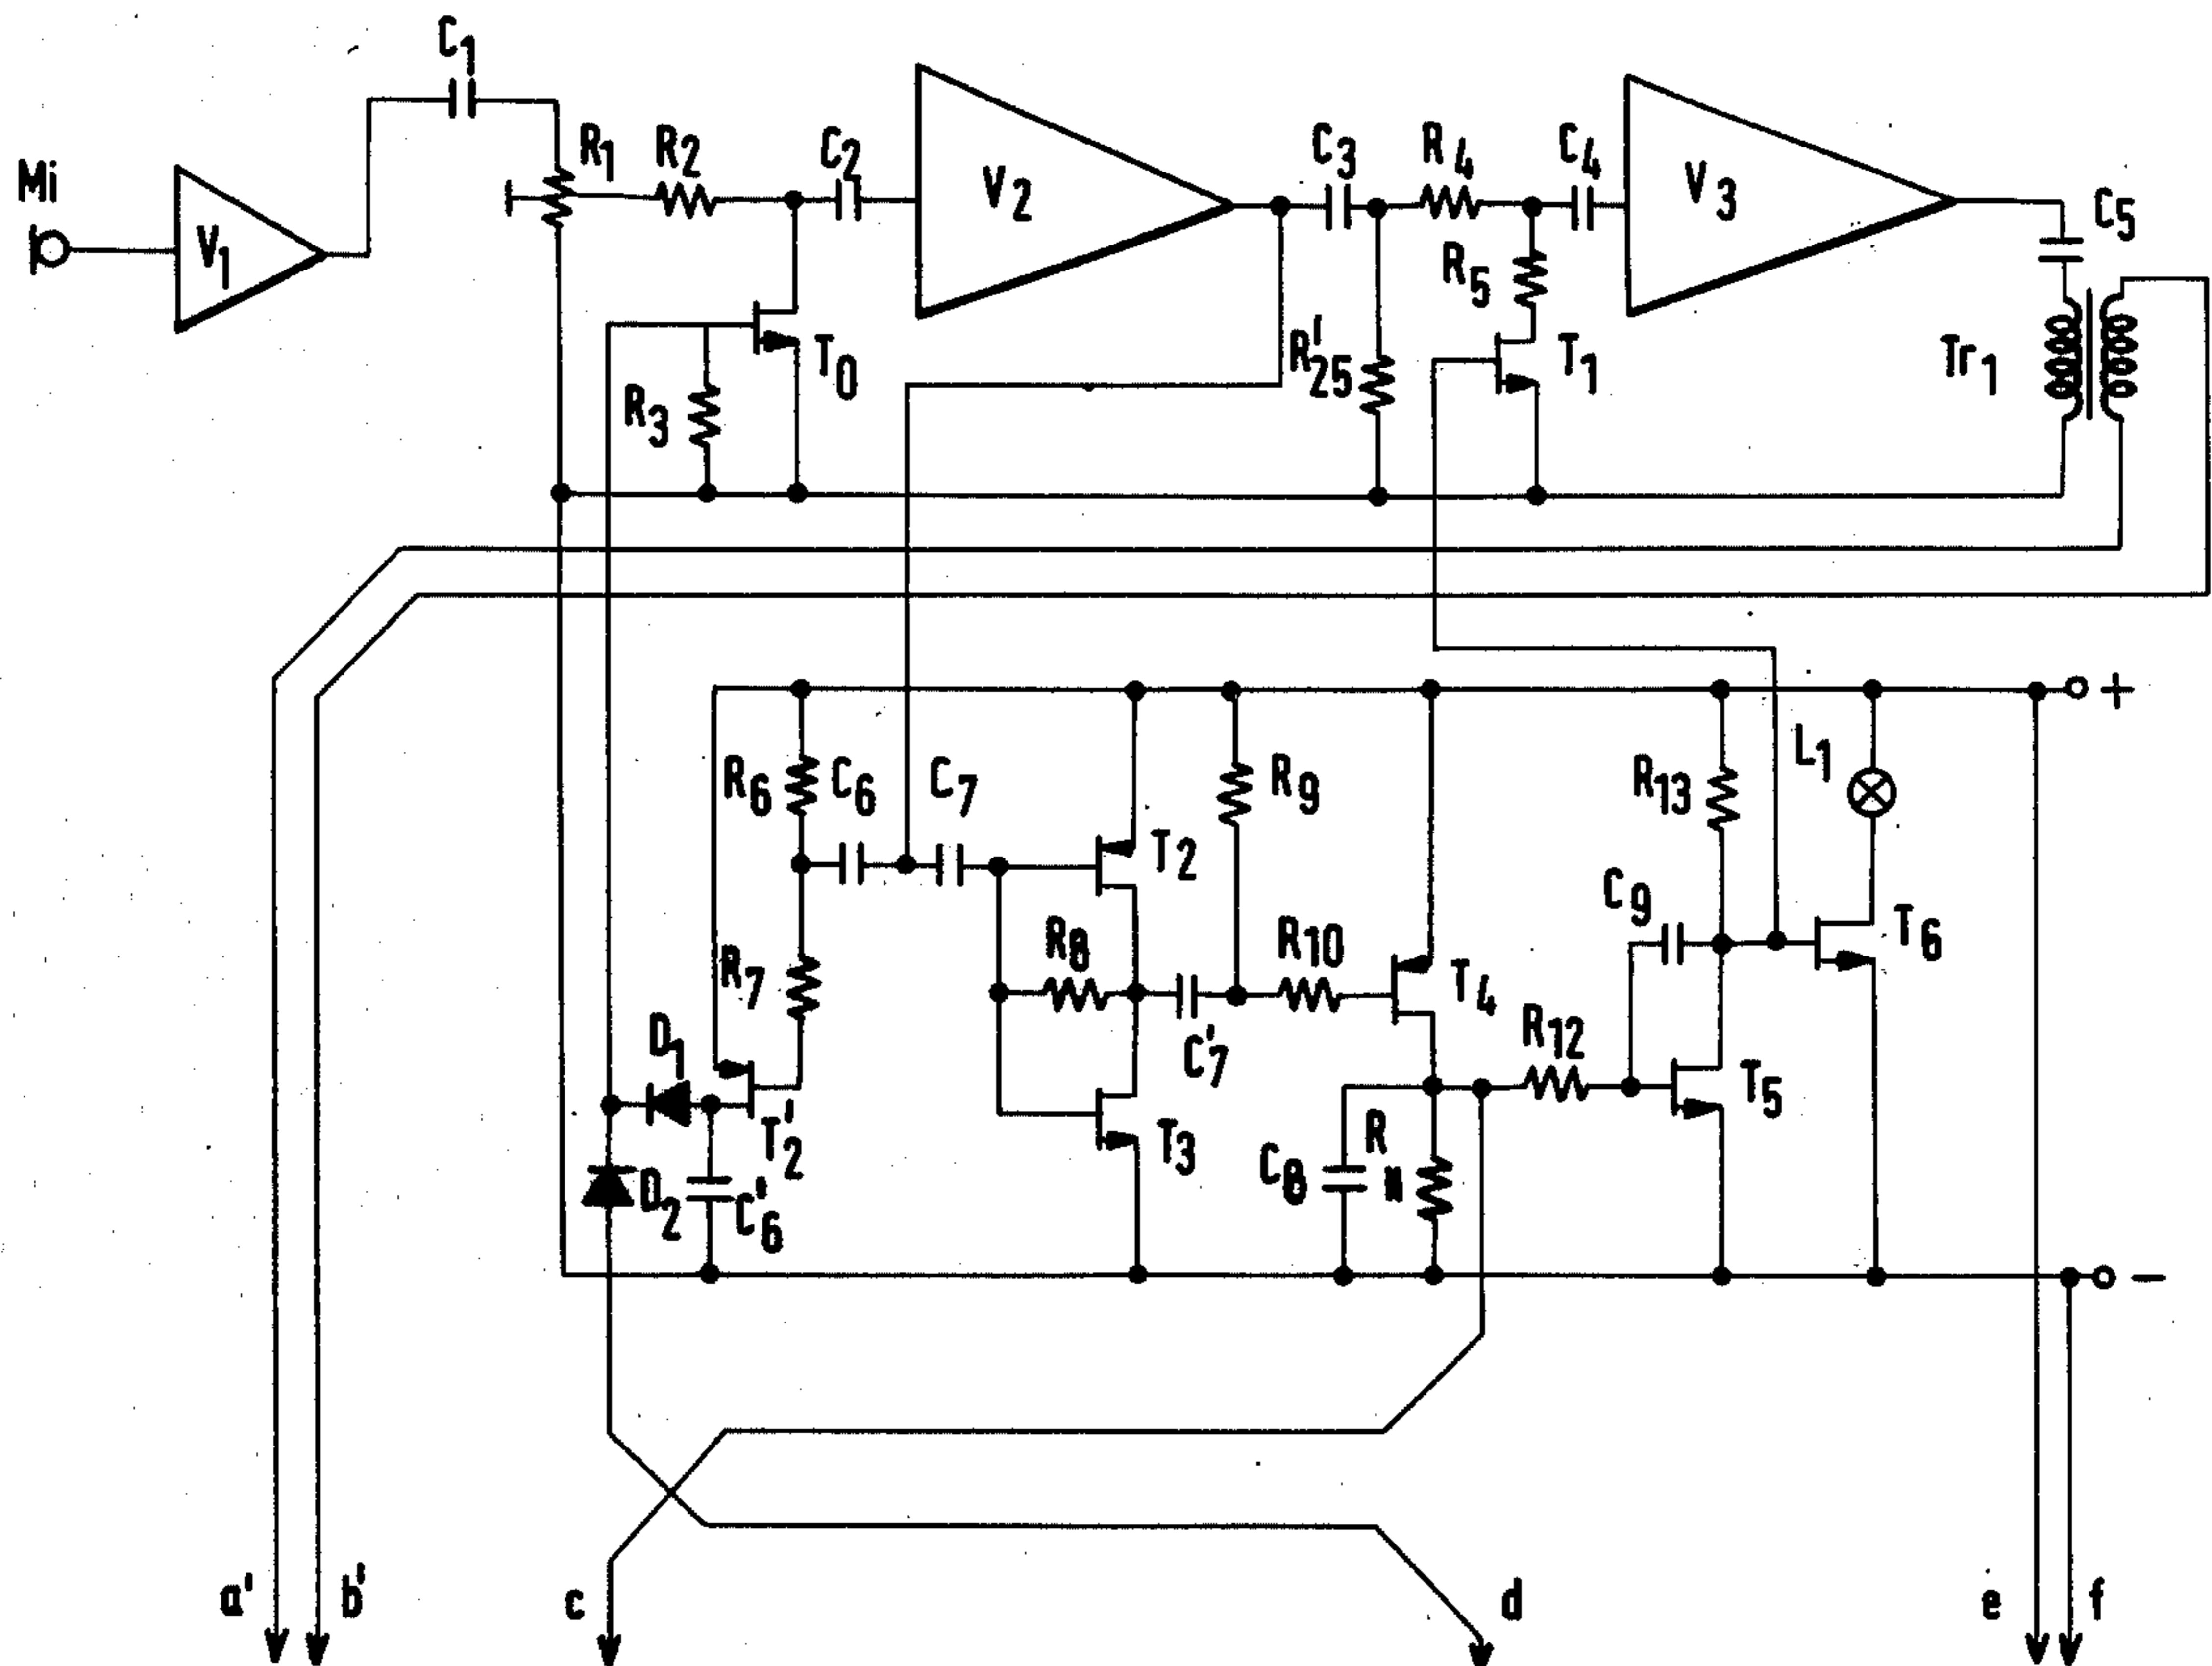 C1
Mi
V1
R1
R2
C2
V2
C3
R4
C4
V3
C5
R5
T0
R'25
T1
Tr1
R3
+
R6
C6
C7
R9
R13
L1
T2
C9
R7
R8
R10
T4
T6
D1
C'7
R12
T5
T'2
T3
R
C8
D2
C'6
−
a'
b'
c
d
e
f